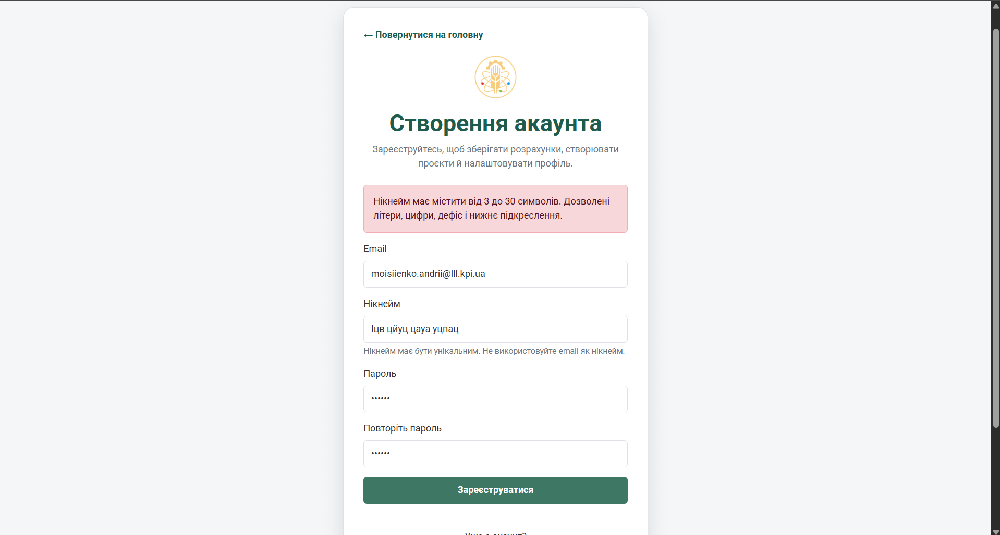 ← Повернутися на головну
Створення акаунта
Зареєструйтесь, щоб зберігати розрахунки, створювати
проєкти й налаштовувати профіль.
Нікнейм має містити від 3 до 30 символів. Дозволені
літери, цифри, дефіс і нижнє підкреслення.
Email
moisiienko.andrii@lll.kpi.ua
Нікнейм
Іцв цйуц цауа уцпац
Нікнейм має бути унікальним. Не використовуйте email як нікнейм.
Пароль
••••••
Повторіть пароль
••••••
Зареєструватися